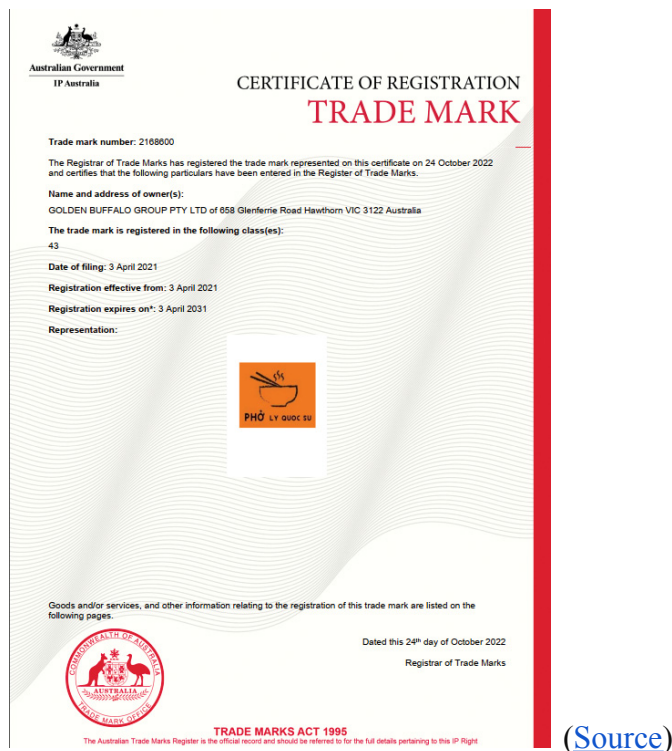 Australian Government
IP Australia
CERTIFICATE OF REGISTRATION
TRADE MARK
Trade mark number: 2168600
The Registrar of Trade Marks has registered the trade mark represented on this certificate on 24 October 2022
and certifies that the following particulars have been entered in the Register of Trade Marks.
Name and address of owner(s):
GOLDEN BUFFALO GROUP PTY LTD of 658 Glenferrie Road Hawthorn VIC 3122 Australia
The trade mark is registered in the following class(es):
43
Date of filing: 3 April 2021
Registration effective from: 3 April 2021
Registration expires on*: 3 April 2031
Representation:
PHỞ LY QUOC SU
Goods and/or services, and other information relating to the registration of this trade mark are listed on the
following pages.
Dated this 24th day of October 2022
Registrar of Trade Marks
COMMONWEALTH OF AUSTRALIA
AUSTRALIA
TRADE MARK OFFICE
TRADE MARKS ACT 1995
The Australian Trade Marks Register is the official record and should be referred to for the full details pertaining to this IP Right
(Source)